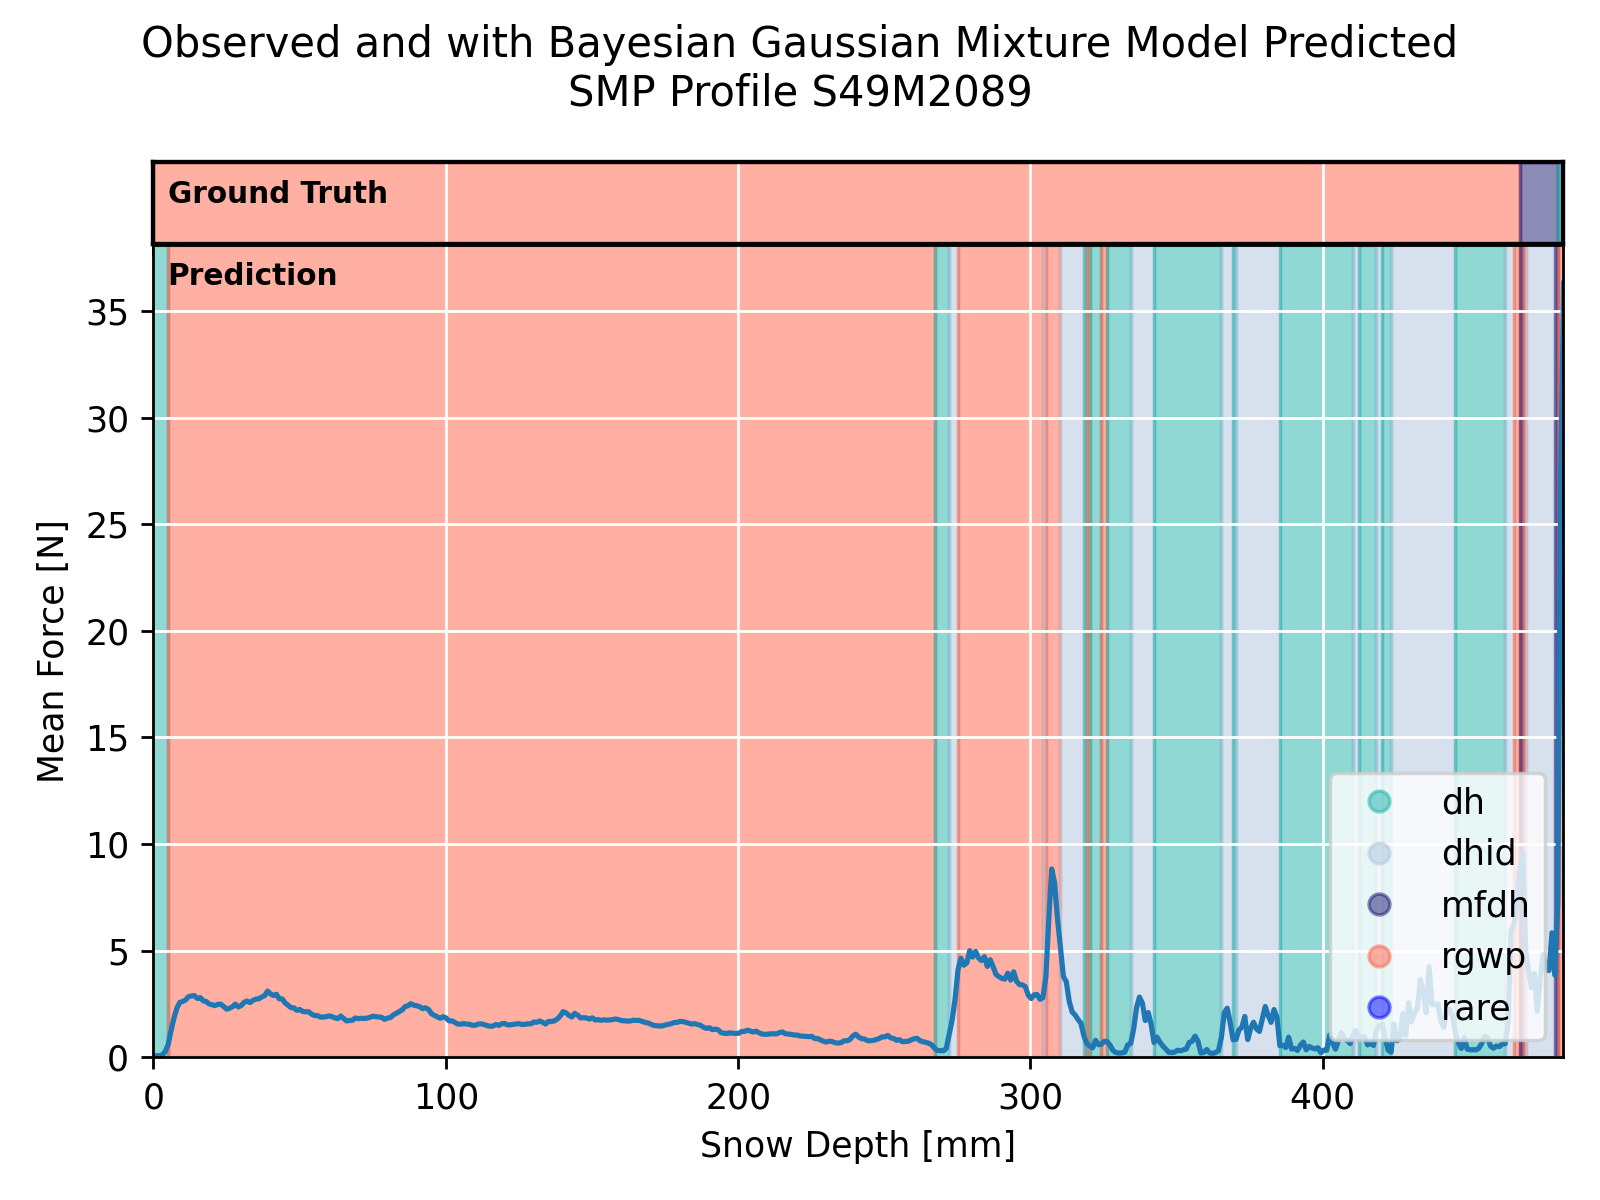 Observed and with Bayesian Gaussian Mixture Model Predicted
SMP Profile S49M2089
Ground Truth
Prediction
35
30
25
20
15
10
5
0
Mean Force [N]
dh
dhid
mfdh
rgwp
rare
0 100 200 300 400
Snow Depth [mm]